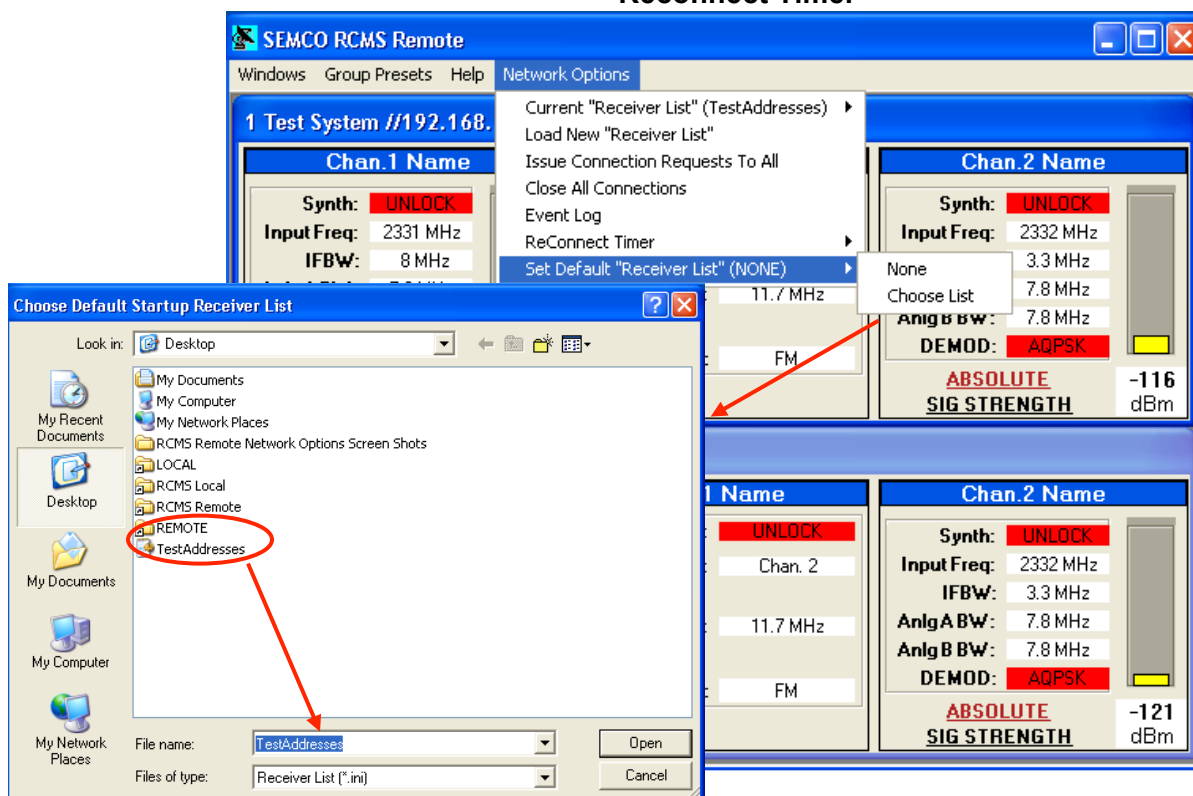 Reconnect Timer
SEMCO RCMS Remote
Windows Group Presets Help Network Options
1 Test System //192.168.
Current "Receiver List" (TestAddresses)
Load New "Receiver List"
Issue Connection Requests To All
Close All Connections
Event Log
ReConnect Timer
Set Default "Receiver List" (NONE)
None
Choose List
Chan.1 Name
Synth: UNLOCK
Input Freq: 2331 MHz
IFBW: 8 MHz
11.7 MHz
FM
Chan.2 Name
Synth: UNLOCK
Input Freq: 2332 MHz
3.3 MHz
7.8 MHz
Anlg B BW: 7.8 MHz
DEMOD: AQPSK
ABSOLUTE
SIG STRENGTH
-116
dBm
Choose Default Startup Receiver List
Look in: Desktop
My Recent
Documents
Desktop
My Documents
My Computer
My Network
Places
My Documents
My Computer
My Network Places
RCMS Remote Network Options Screen Shots
LOCAL
RCMS Local
RCMS Remote
REMOTE
TestAddresses
File name: TestAddresses
Open
Files of type: Receiver List (*.ini)
Cancel
1 Name
UNLOCK
Chan. 2
11.7 MHz
FM
Chan.2 Name
Synth: UNLOCK
Input Freq: 2332 MHz
IFBW: 3.3 MHz
Anlg A BW: 7.8 MHz
Anlg B BW: 7.8 MHz
DEMOD: AQPSK
ABSOLUTE
SIG STRENGTH
-121
dBm